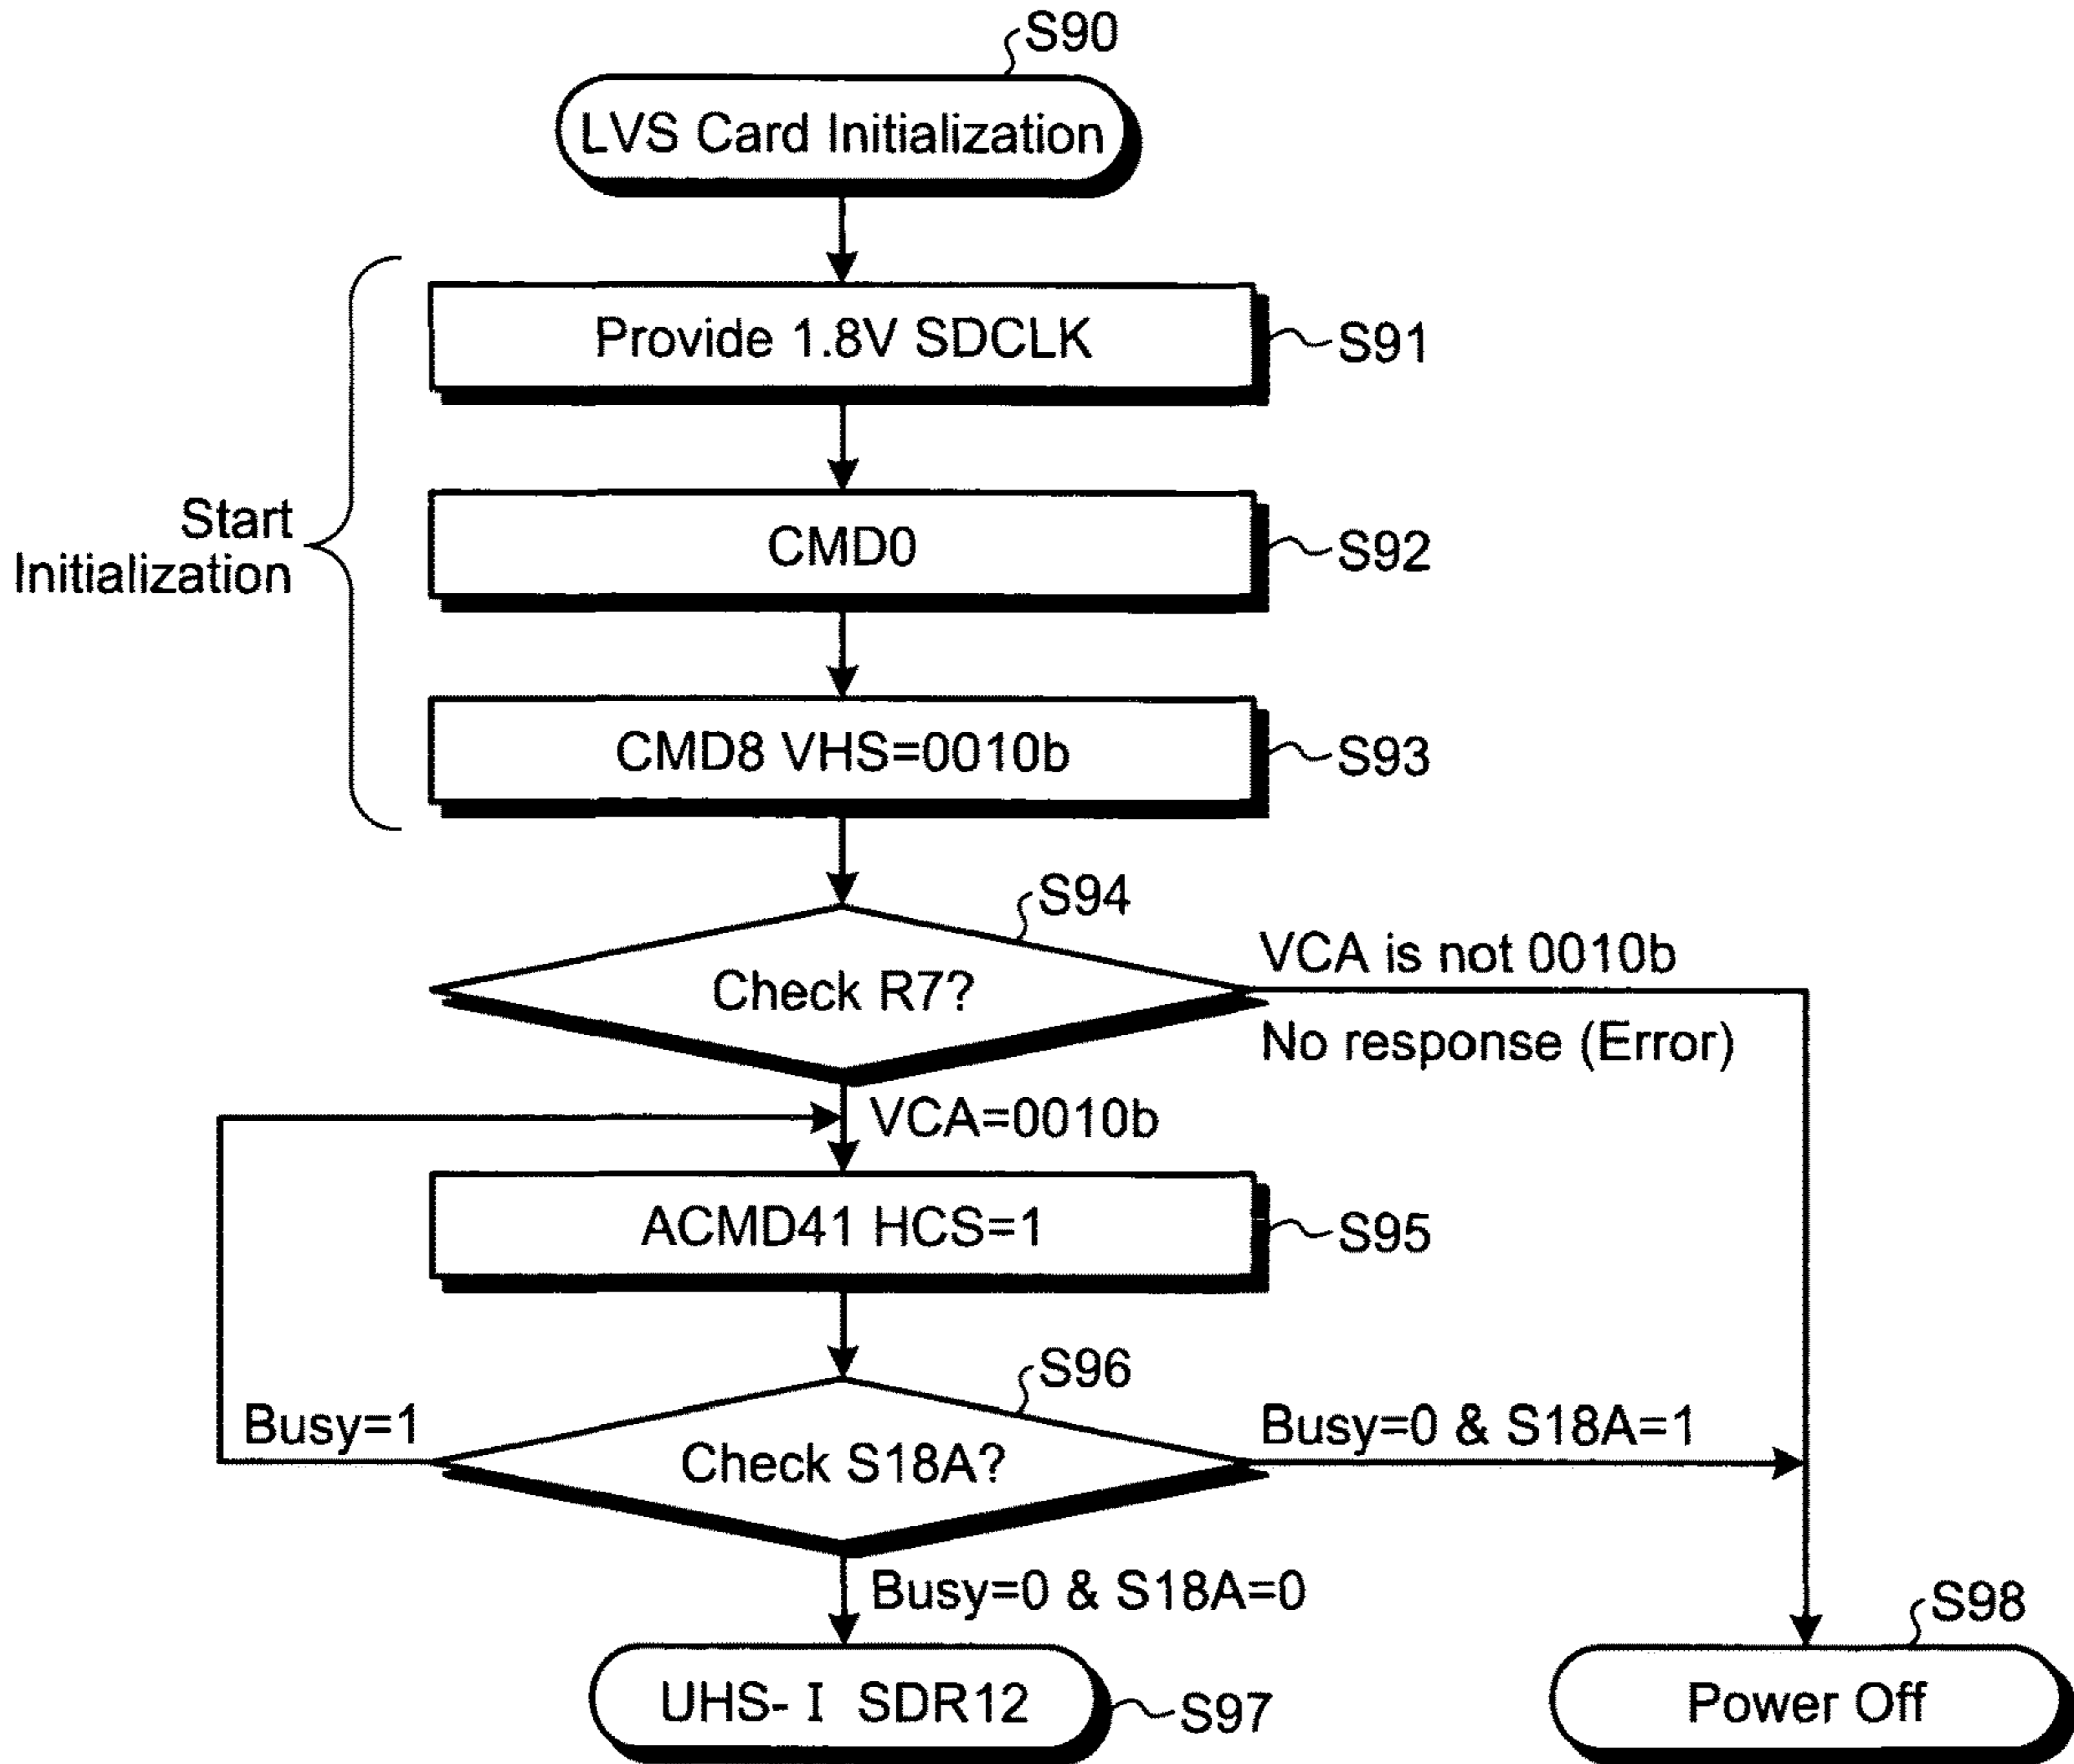 S90
LVS Card Initialization
Provide 1.8V SDCLK
S91
Start
Initialization
CMD0
S92
CMD8 VHS=0010b
S93
S94
Check R7?
VCA is not 0010b
No response (Error)
VCA=0010b
ACMD41 HCS=1
S95
S96
Busy=1
Check S18A?
Busy=0 & S18A=1
Busy=0 & S18A=0
S98
UHS- I SDR12
S97
Power Off